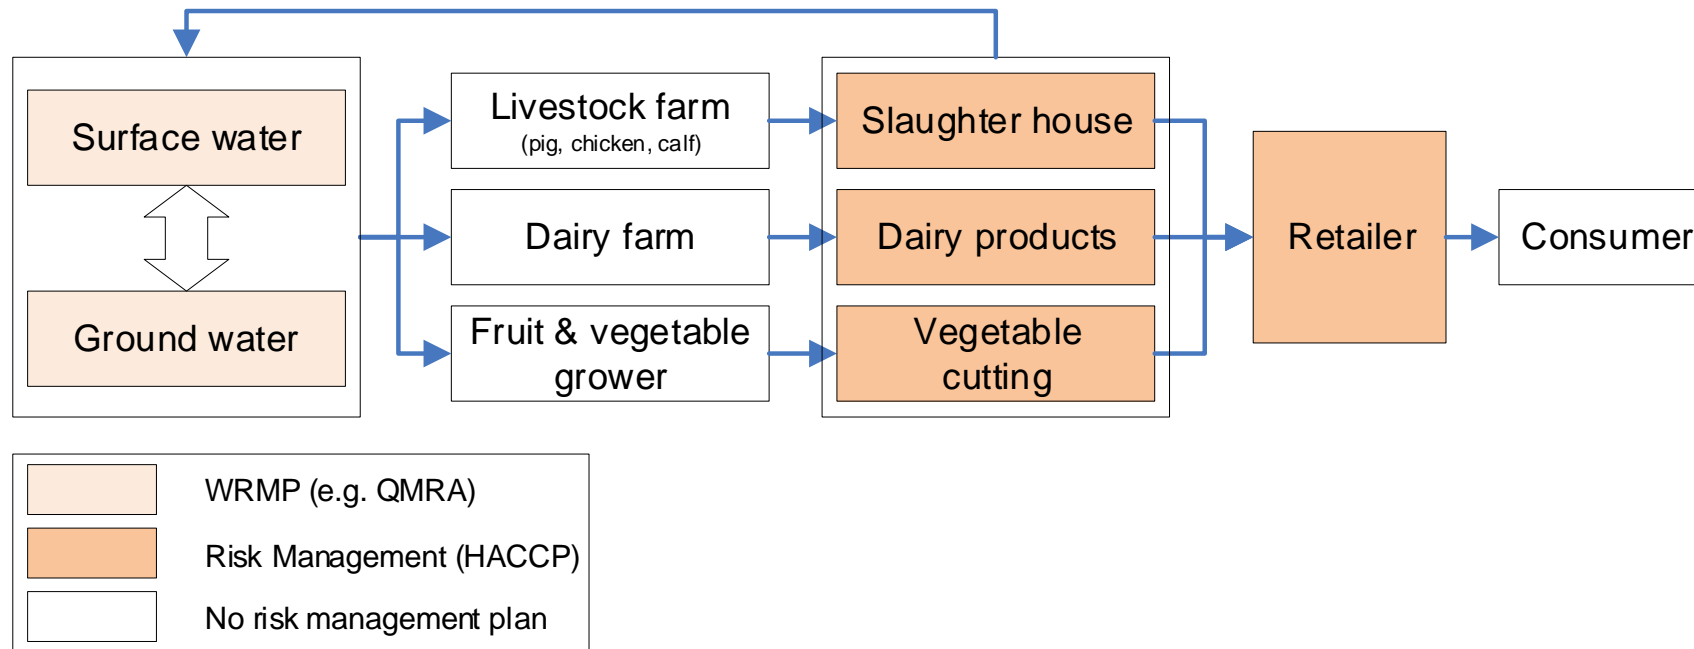 Surface water
Ground water
Livestock farm
(pig, chicken, calf)
Dairy farm
Fruit & vegetable
grower
Slaughter house
Dairy products
Vegetable
cutting
Retailer
Consumer
WRMP (e.g. QMRA)
Risk Management (HACCP)
No risk management plan